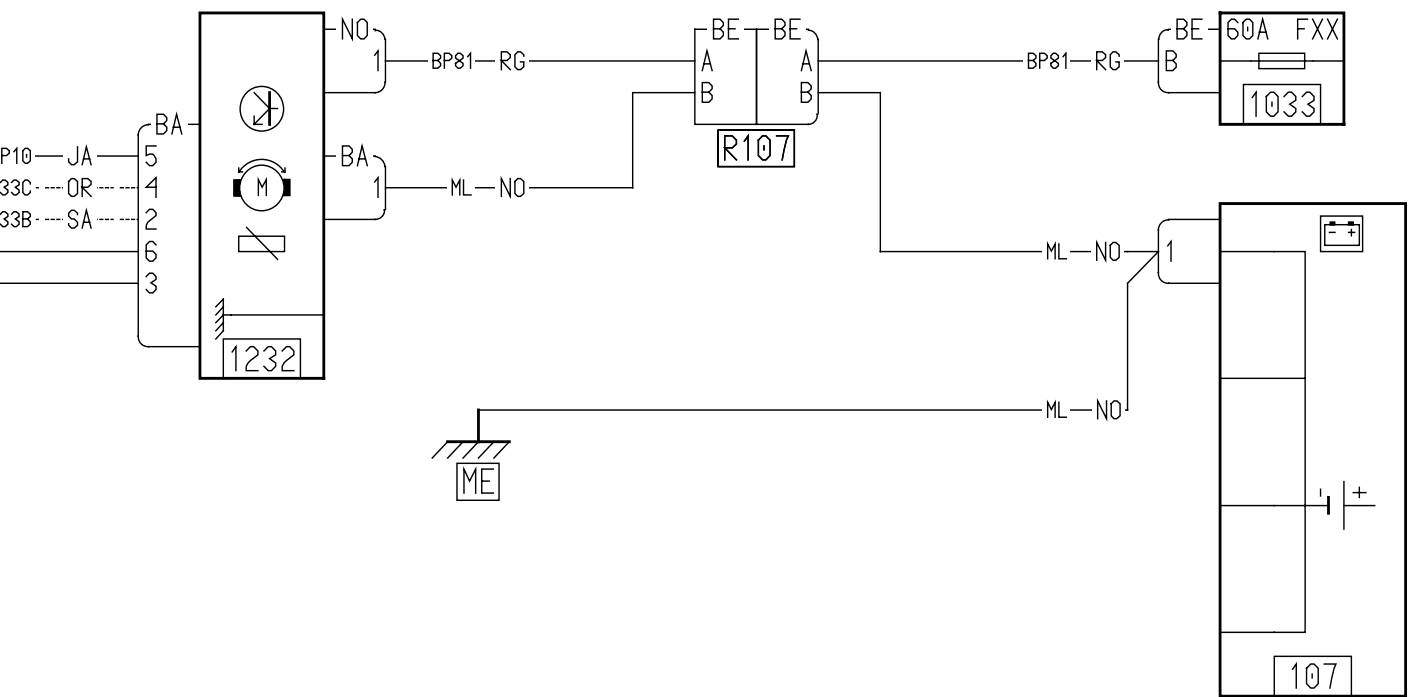 NO BE BE BE 60A FXX
1 BP81 RG A A BP81 RG B
B B 1033
BA BA R107
P10 JA 5
33C OR 4 M 1 ML NO
33B SA 2
6 ML NO 1 - +
3
1232
ML NO
ME
- +
107